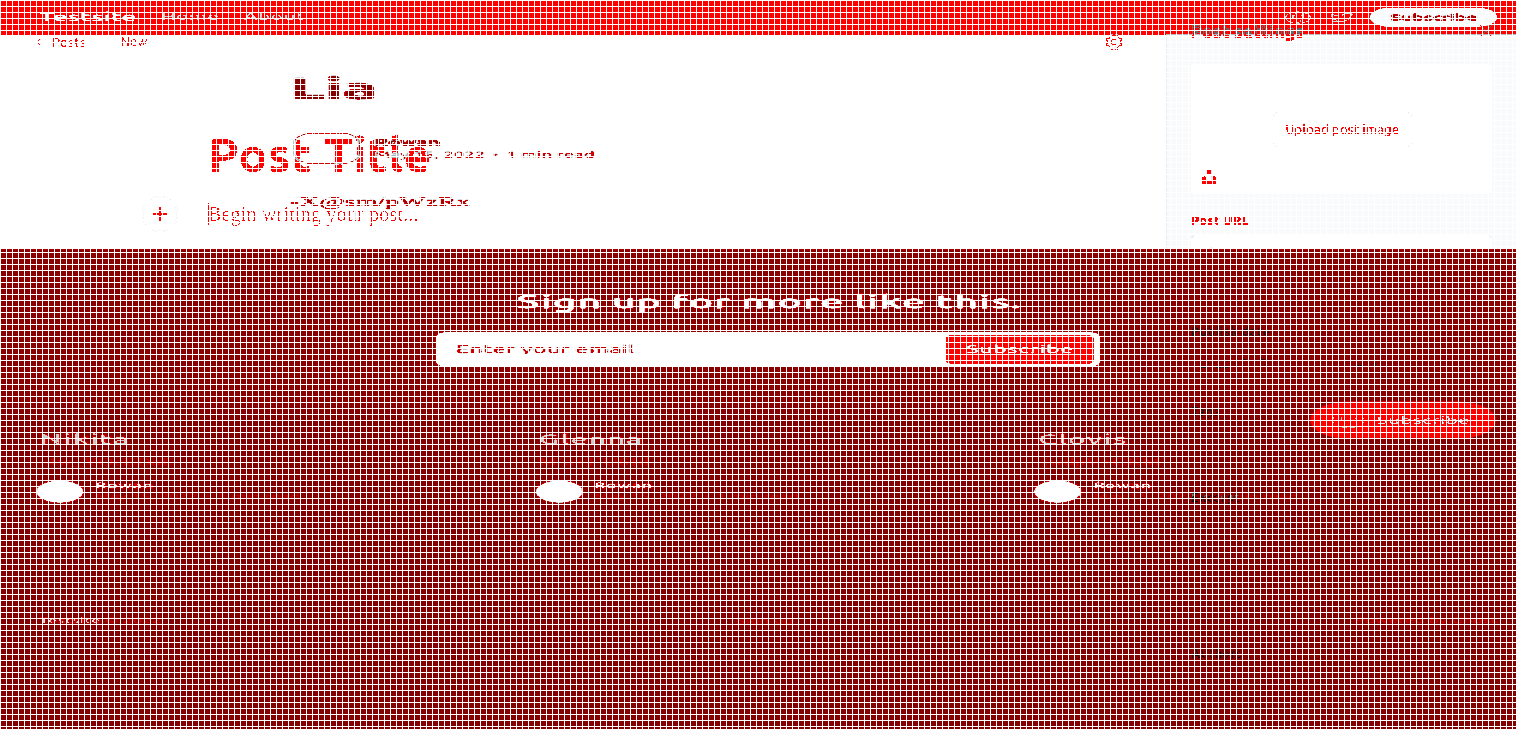 Testsite Home About Subscribe
Posts New
Lia
Post Title
Rowan
2022 • 1 min read
Upload post image
Begin writing your post...
Post URL
Sign up for more like this.
Enter your email Subscribe
Subscribe
Nikita Glenna Clovis
Rowan Rowan Rowan
Testsite